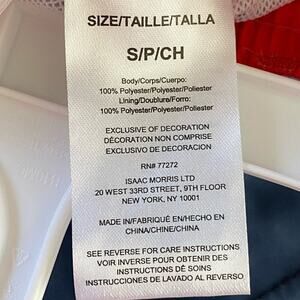 SIZE/TAILLE/TALLA
S/P/CH
Body/Corps/Cuerpo:
100% Polyester/Polyester/Poliester
Lining/Doublure/Forro:
100% Polyester/Polyester/Poliester
EXCLUSIVE OF DECORATION
DÉCORATION NON COMPRISE
EXCLUSIVO DE DECORACION
RN# 77272
ISAAC MORRIS LTD
20 WEST 33RD STREET, 9TH FLOOR
NEW YORK, NY 10001
MADE IN/FABRIQUÉ EN/HECHO EN
CHINA/CHINE/CHINA
SEE REVERSE FOR CARE INSTRUCTIONS
VOIR INVERSE POUR OBTENIR DES
INSTRUCTIONS DÉ SOINS
INSTRUCCIONES DE LAVADO AL REVERSO